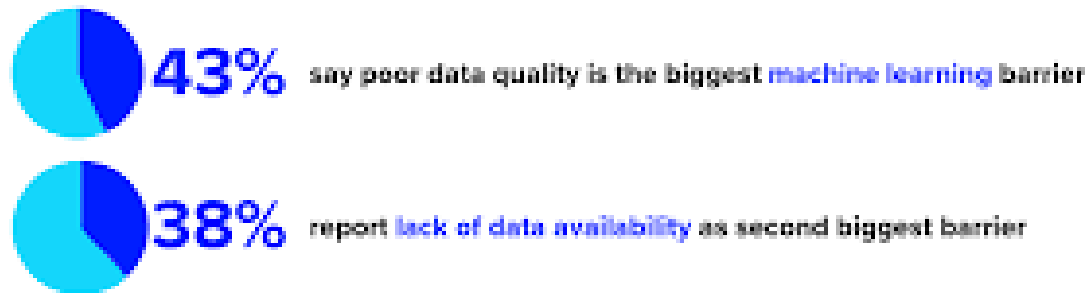 43% say poor data quality is the biggest machine learning barrier
38% report lack of data availability as second biggest barrier